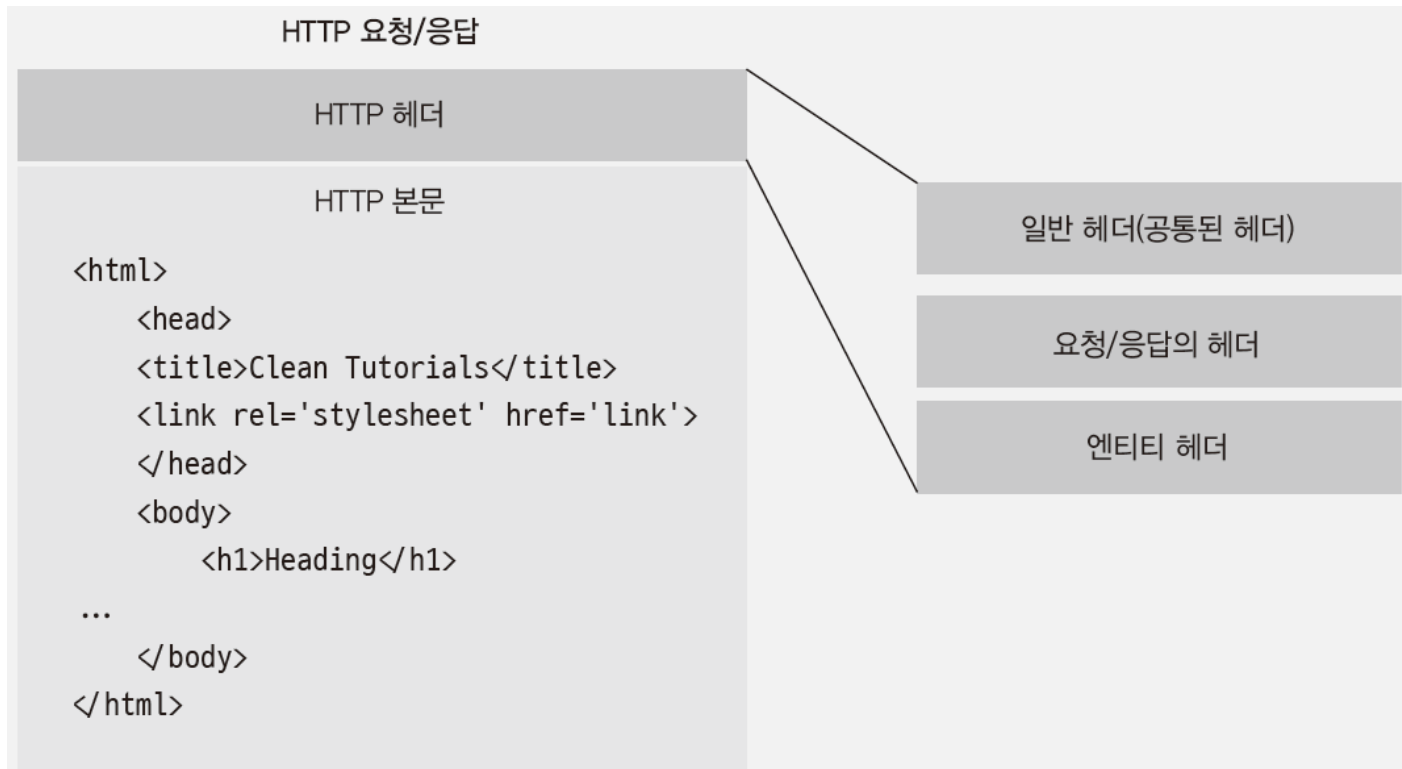 HTTP 요청/응답
HTTP 헤더
HTTP 본문
<html>
<head>
<title>Clean Tutorials</title>
<link rel='stylesheet' href='link'>
</head>
<body>
<h1>Heading</h1>
...
</body>
</html>
일반 헤더(공통된 헤더)
요청/응답의 헤더
엔티티 헤더